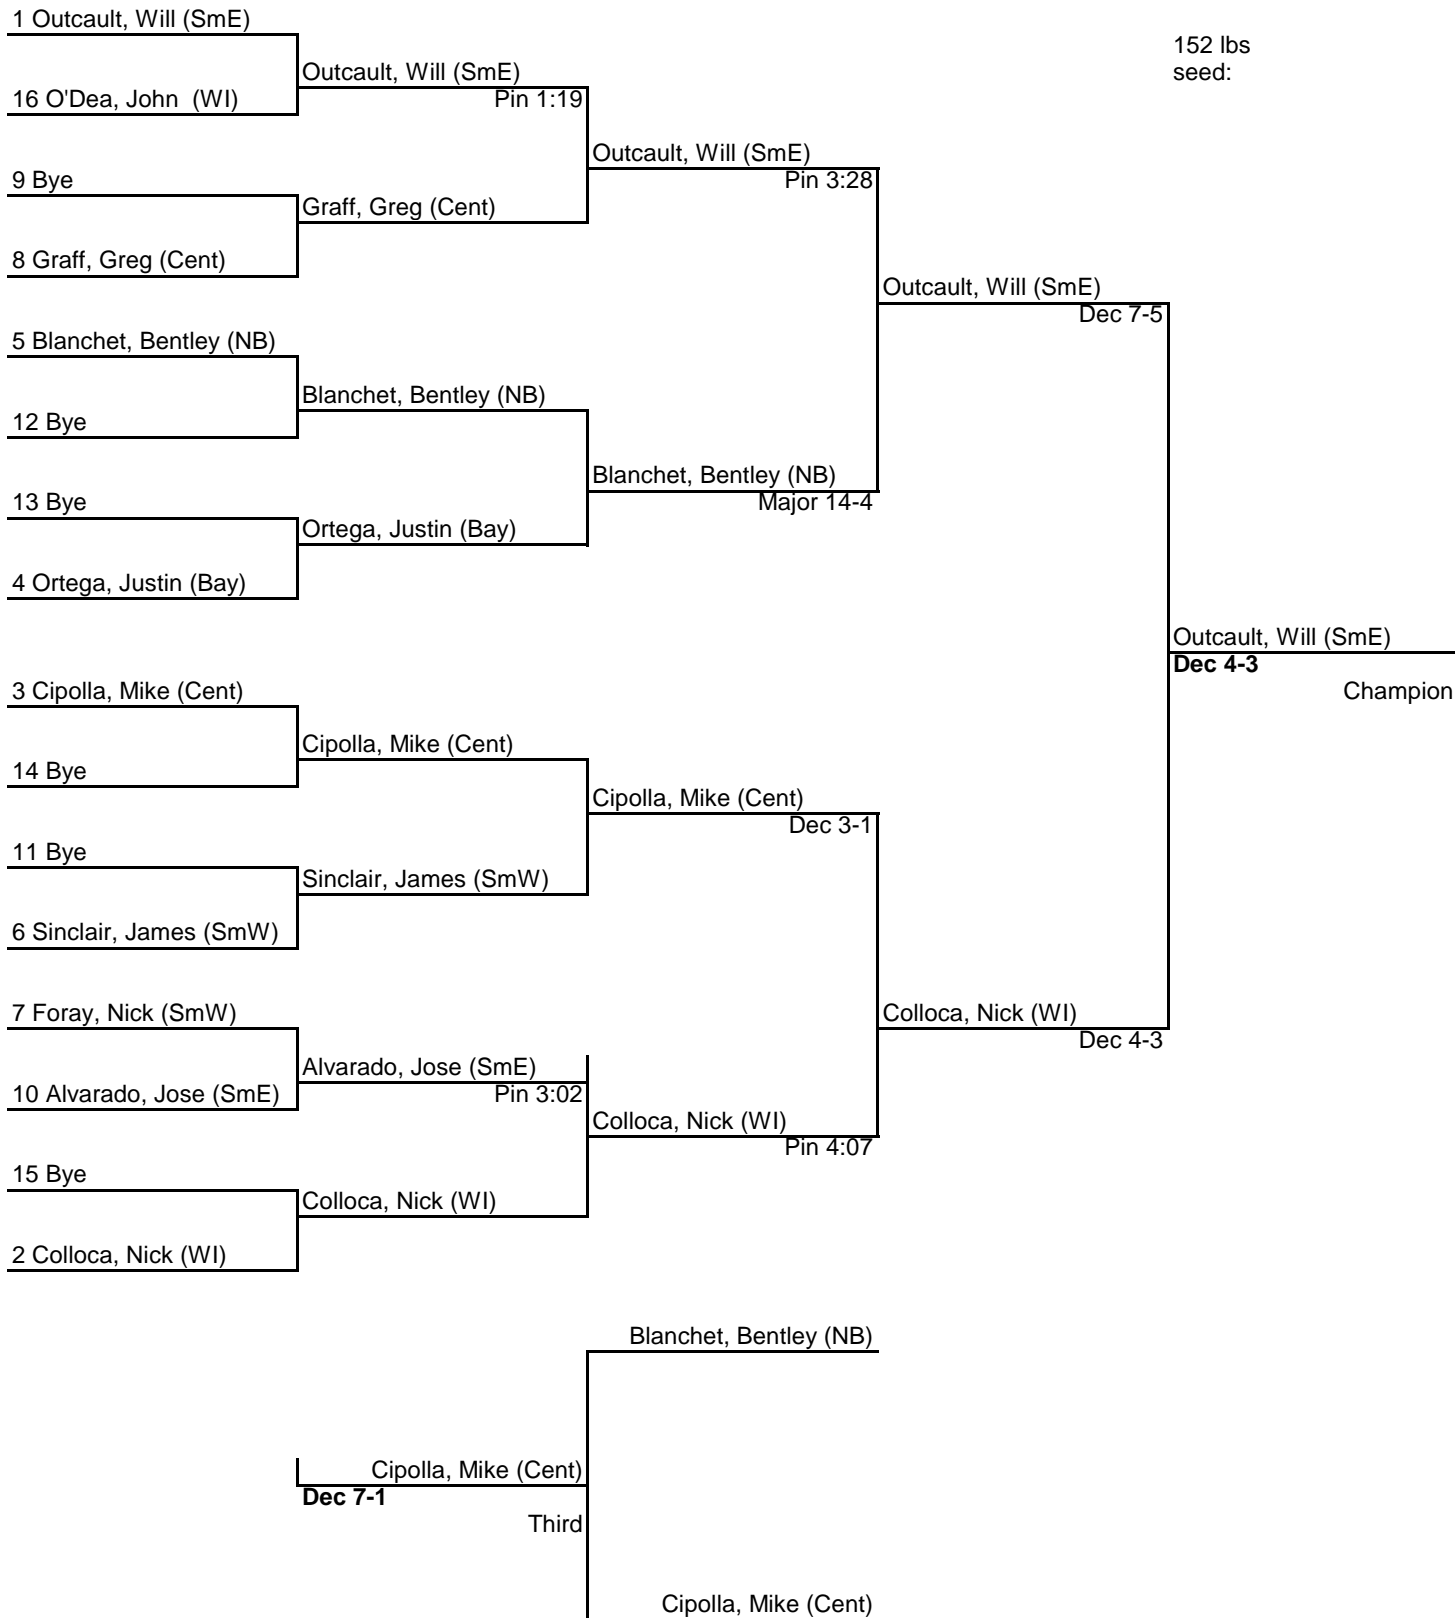 1 Outcault, Will (SmE)
152 lbs
seed:
Outcault, Will (SmE)
Pin 1:19
16 O'Dea, John  (WI)
Outcault, Will (SmE)
Pin 3:28
9 Bye
Graff, Greg (Cent)
8 Graff, Greg (Cent)
Outcault, Will (SmE)
Dec 7-5
5 Blanchet, Bentley (NB)
Blanchet, Bentley (NB)
12 Bye
Blanchet, Bentley (NB)
Major 14-4
13 Bye
Ortega, Justin (Bay)
4 Ortega, Justin (Bay)
Outcault, Will (SmE)
Dec 4-3
Champion
3 Cipolla, Mike (Cent)
Cipolla, Mike (Cent)
14 Bye
Cipolla, Mike (Cent)
Dec 3-1
11 Bye
Sinclair, James (SmW)
6 Sinclair, James (SmW)
7 Foray, Nick (SmW)
Colloca, Nick (WI)
Dec 4-3
Alvarado, Jose (SmE)
Pin 3:02
10 Alvarado, Jose (SmE)
Colloca, Nick (WI)
Pin 4:07
15 Bye
Colloca, Nick (WI)
2 Colloca, Nick (WI)
Blanchet, Bentley (NB)
Cipolla, Mike (Cent)
Dec 7-1
Third
Cipolla, Mike (Cent)